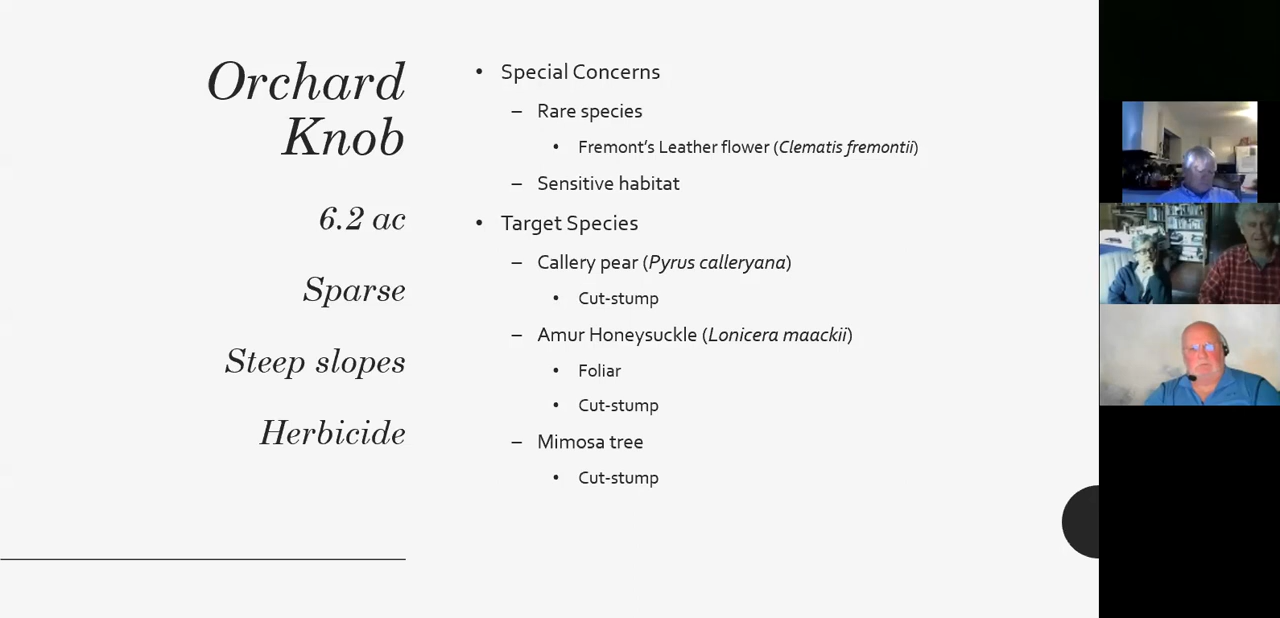 Orchard
Knob
6.2 ac
Sparse
Steep slopes
Herbicide
• Special Concerns
– Rare species
• Fremont's Leather flower (Clematis fremontii)
– Sensitive habitat
• Target Species
– Callery pear (Pyrus calleryana)
• Cut-stump
– Amur Honeysuckle (Lonicera maackii)
• Foliar
• Cut-stump
– Mimosa tree
• Cut-stump